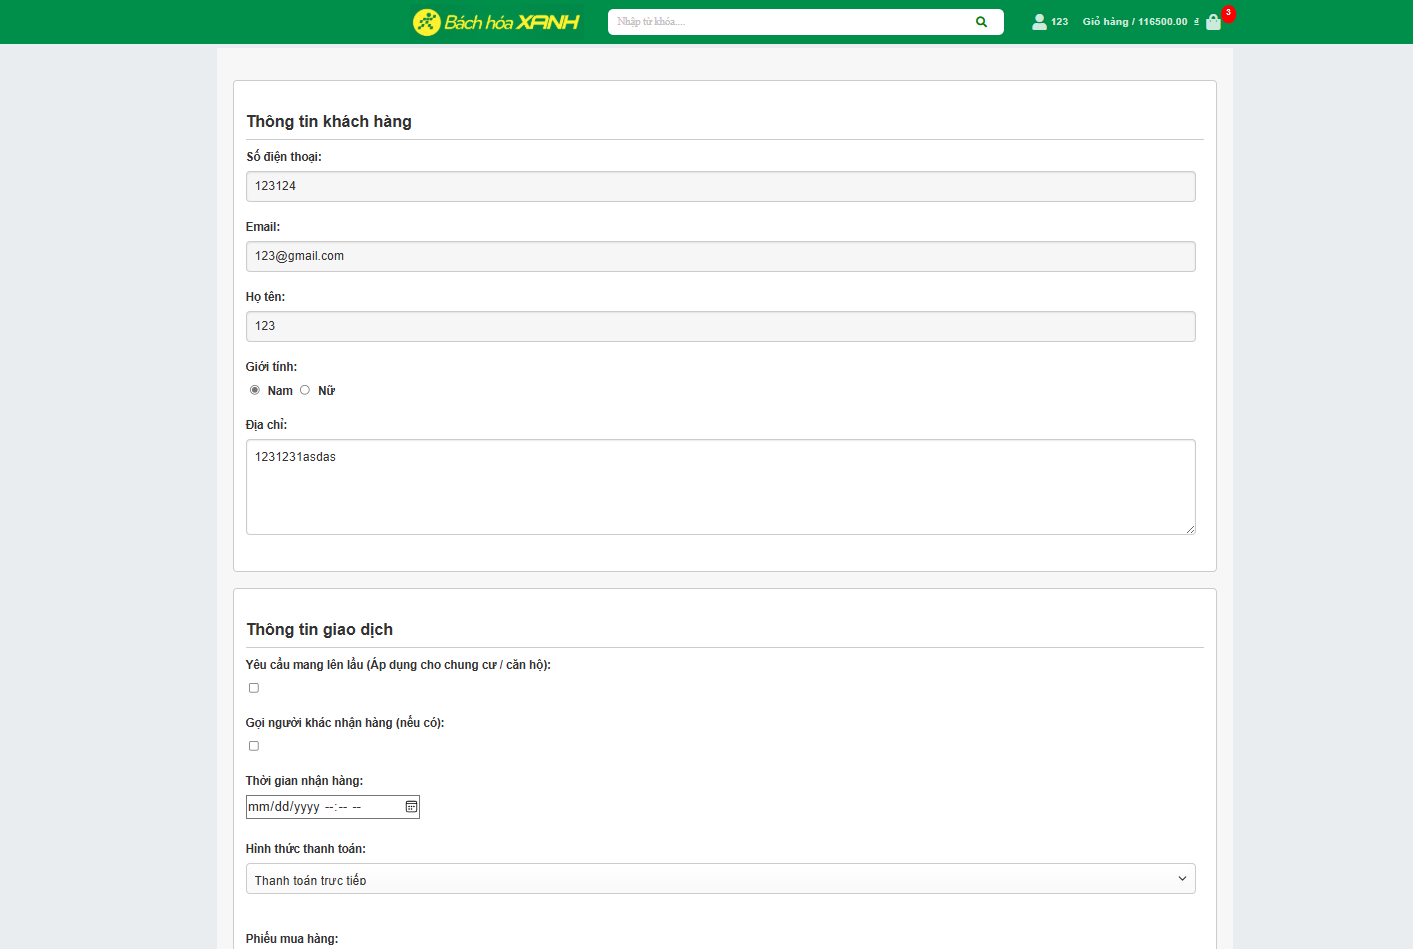 Bách hóa XANH
Nhập từ khóa....
123
Giỏ hàng / 116500.00 đ
3
Thông tin khách hàng
Số điện thoại:
123124
Email:
123@gmail.com
Họ tên:
123
Giới tính:
Nam Nữ
Địa chỉ:
1231231asdas
Thông tin giao dịch
Yêu cầu mang lên lầu (Áp dụng cho chung cư / căn hộ):
Gọi người khác nhận hàng (nếu có):
Thời gian nhận hàng:
mm/dd/yyyy --:-- --
Hình thức thanh toán:
Thanh toán trực tiếp
Phiếu mua hàng: